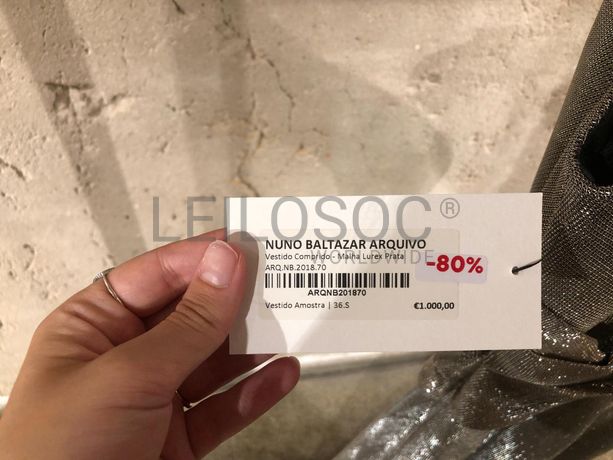 LEILOSOC®
WORLDWIDE
NUNO BALTAZAR ARQUIVO
Vestido Comprido - Malha Lurex Prata
ARQ.NB.2018.70
-80%
ARQNB201870
Vestido Amostra | 36.S €1.000,00